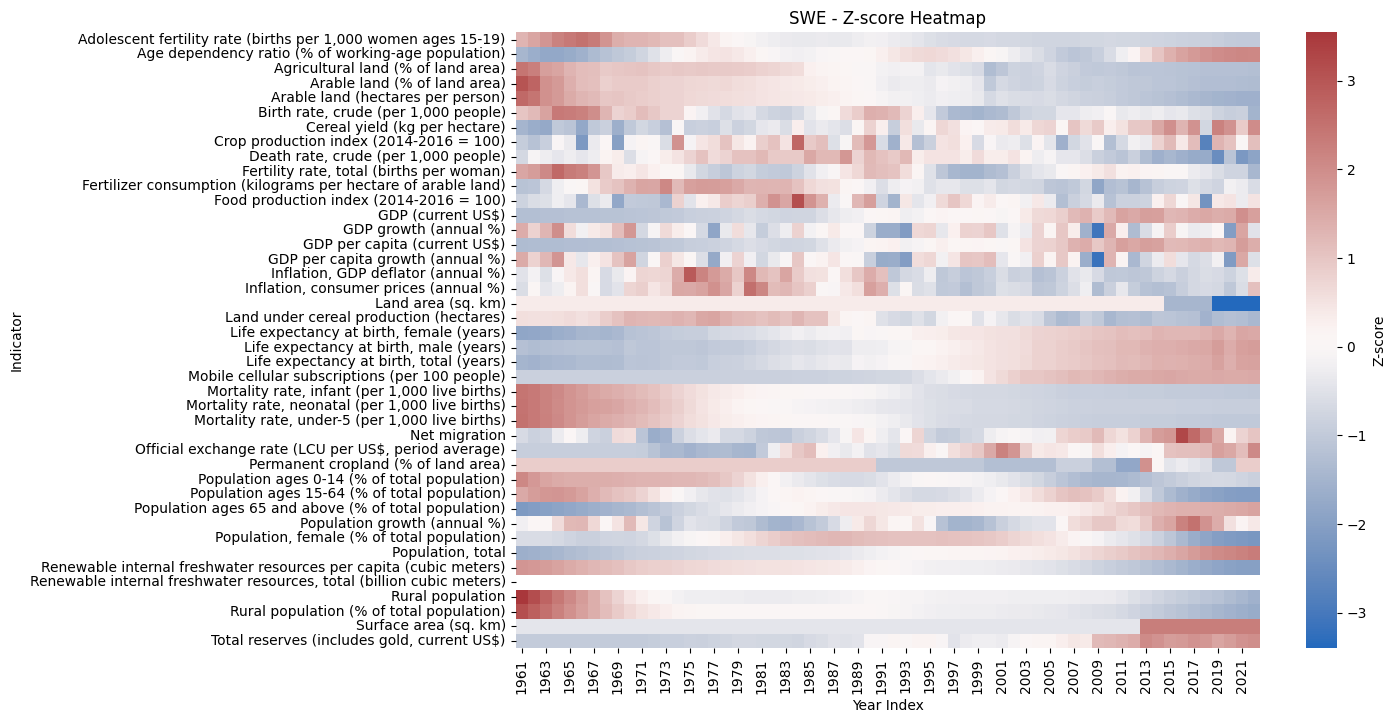 SWE - Z-score Heatmap
Adolescent fertility rate (births per 1,000 women ages 15-19)
Age dependency ratio (% of working-age population)
Agricultural land (% of land area)
Arable land (% of land area)
Arable land (hectares per person)
Birth rate, crude (per 1,000 people)
Cereal yield (kg per hectare)
Crop production index (2014-2016 = 100)
Death rate, crude (per 1,000 people)
Fertility rate, total (births per woman)
Fertilizer consumption (kilograms per hectare of arable land)
Food production index (2014-2016 = 100)
GDP (current US$)
GDP growth (annual %)
GDP per capita (current US$)
GDP per capita growth (annual %)
Inflation, GDP deflator (annual %)
Inflation, consumer prices (annual %)
Land area (sq. km)
Land under cereal production (hectares)
Life expectancy at birth, female (years)
Life expectancy at birth, male (years)
Life expectancy at birth, total (years)
Mobile cellular subscriptions (per 100 people)
Mortality rate, infant (per 1,000 live births)
Mortality rate, neonatal (per 1,000 live births)
Mortality rate, under-5 (per 1,000 live births)
Net migration
Official exchange rate (LCU per US$, period average)
Permanent cropland (% of land area)
Population ages 0-14 (% of total population)
Population ages 15-64 (% of total population)
Population ages 65 and above (% of total population)
Population growth (annual %)
Population, female (% of total population)
Population, total
Renewable internal freshwater resources per capita (cubic meters)
Renewable internal freshwater resources, total (billion cubic meters)
Rural population
Rural population (% of total population)
Surface area (sq. km)
Total reserves (includes gold, current US$)
Indicator
1961 1963 1965 1967 1969 1971 1973 1975 1977 1979 1981 1983 1985 1987 1989 1991 1993 1995 1997 1999 2001 2003 2005 2007 2009 2011 2013 2015 2017 2019 2021
Year Index
3
2
1
0
−1
−2
−3
Z-score